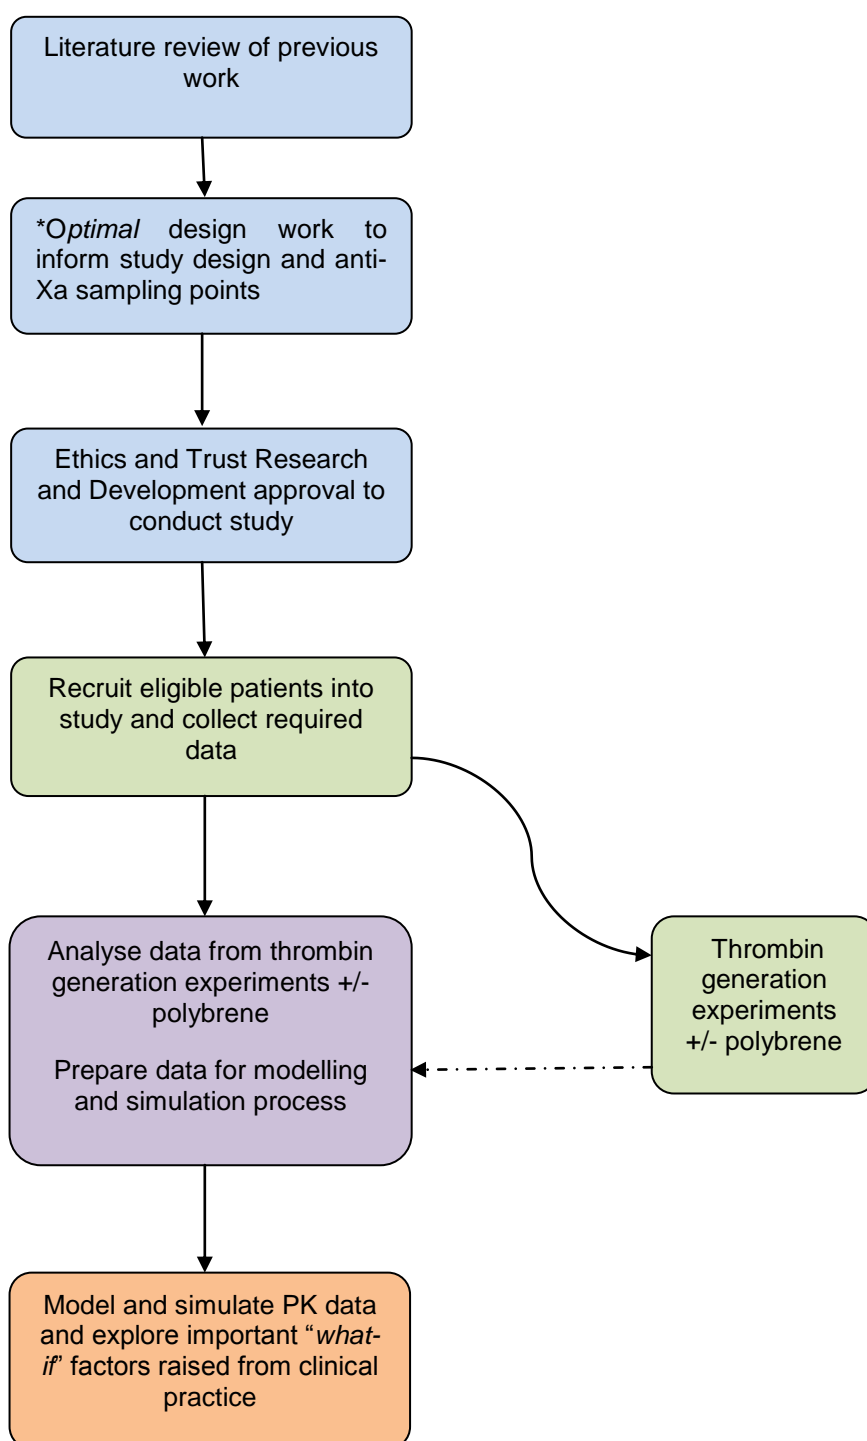 Literature review of previous
work
*Optimal design work to
inform study design and anti-
Xa sampling points
Ethics and Trust Research
and Development approval to
conduct study
Recruit eligible patients into
study and collect required
data
Analyse data from thrombin
generation experiments +/-
polybrene
Prepare data for modelling
and simulation process
Thrombin
generation
experiments
+/- polybrene
Model and simulate PK data
and explore important “what-
if” factors raised from clinical
practice